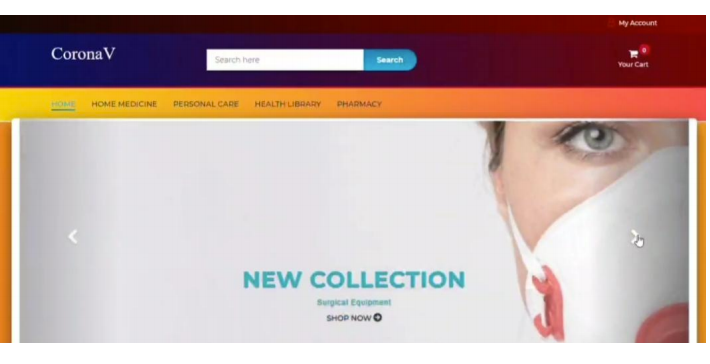 My Account
CoronaV
Search here
Search
0
Your Cart
HOME
HOME MEDICINE
PERSONAL CARE
HEALTH LIBRARY
PHARMACY
NEW COLLECTION
Surgical Equipment
SHOP NOW